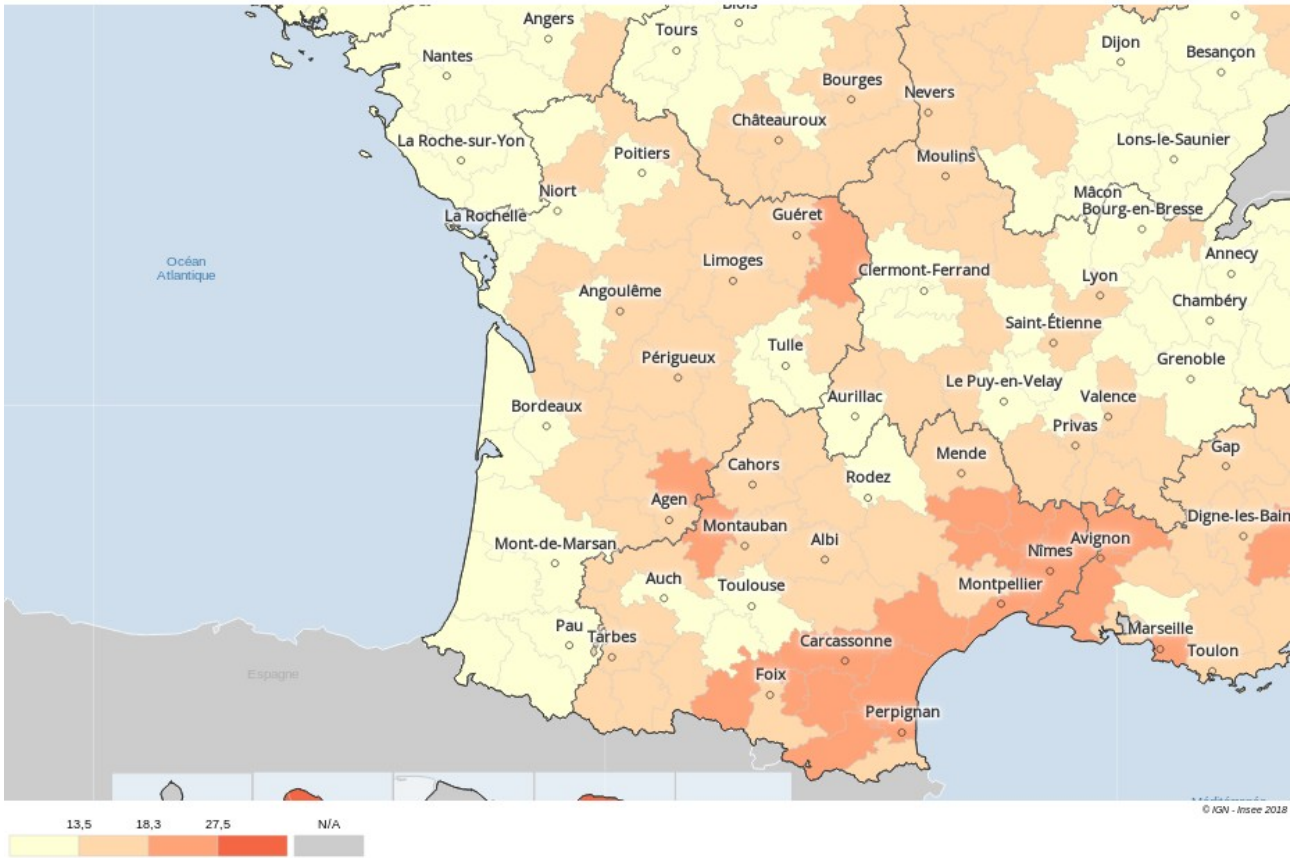 Blois
Angers
Tours
Dijon
Nantes
Besançon
Bourges
Nevers
Châteauroux
La Roche-sur-Yon
Poitiers
Moulins
Lons-le-Saunier
Niort
Mâcon
La Rochelle
Guéret
Bourg-en-Bresse
Océan
Atlantique
Limoges
Clermont-Ferrand
Lyon
Annecy
Angoulême
Chambéry
Saint-Étienne
Tulle
Périgueux
Grenoble
Le Puy-en-Velay
Aurillac
Valence
Bordeaux
Privas
Mende
Gap
Cahors
Rodez
Agen
Digne-les-Bain
Montauban
Albi
Avignon
Mont-de-Marsan
Nîmes
Auch
Toulouse
Montpellier
Pau
Tarbes
Carcassonne
Marseille
Toulon
Espagne
Foix
Perpignan
Méditerranée
© IGN - Insee 2018
13,5 18,3 27,5 N/A